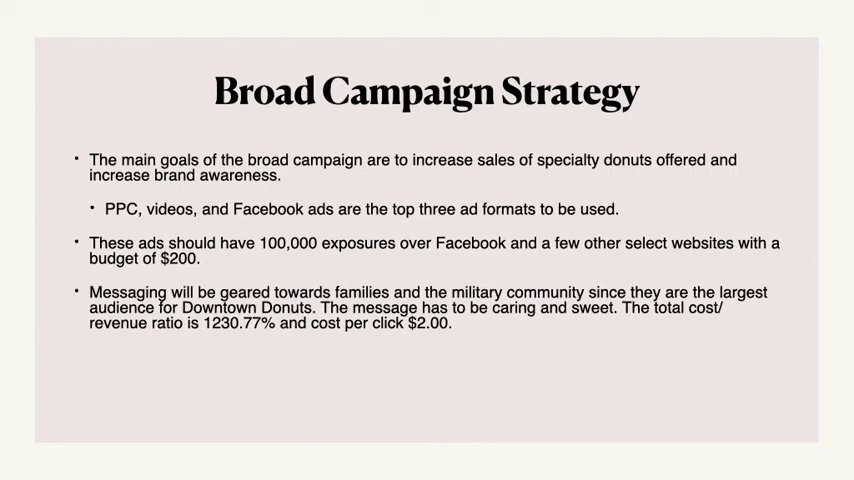 Broad Campaign Strategy
• The main goals of the broad campaign are to increase sales of specialty donuts offered and
increase brand awareness.
• PPC, videos, and Facebook ads are the top three ad formats to be used.
• These ads should have 100,000 exposures over Facebook and a few other select websites with a
budget of $200.
• Messaging will be geared towards families and the military community since they are the largest
audience for Downtown Donuts. The message has to be caring and sweet. The total cost/
revenue ratio is 1230.77% and cost per click $2.00.